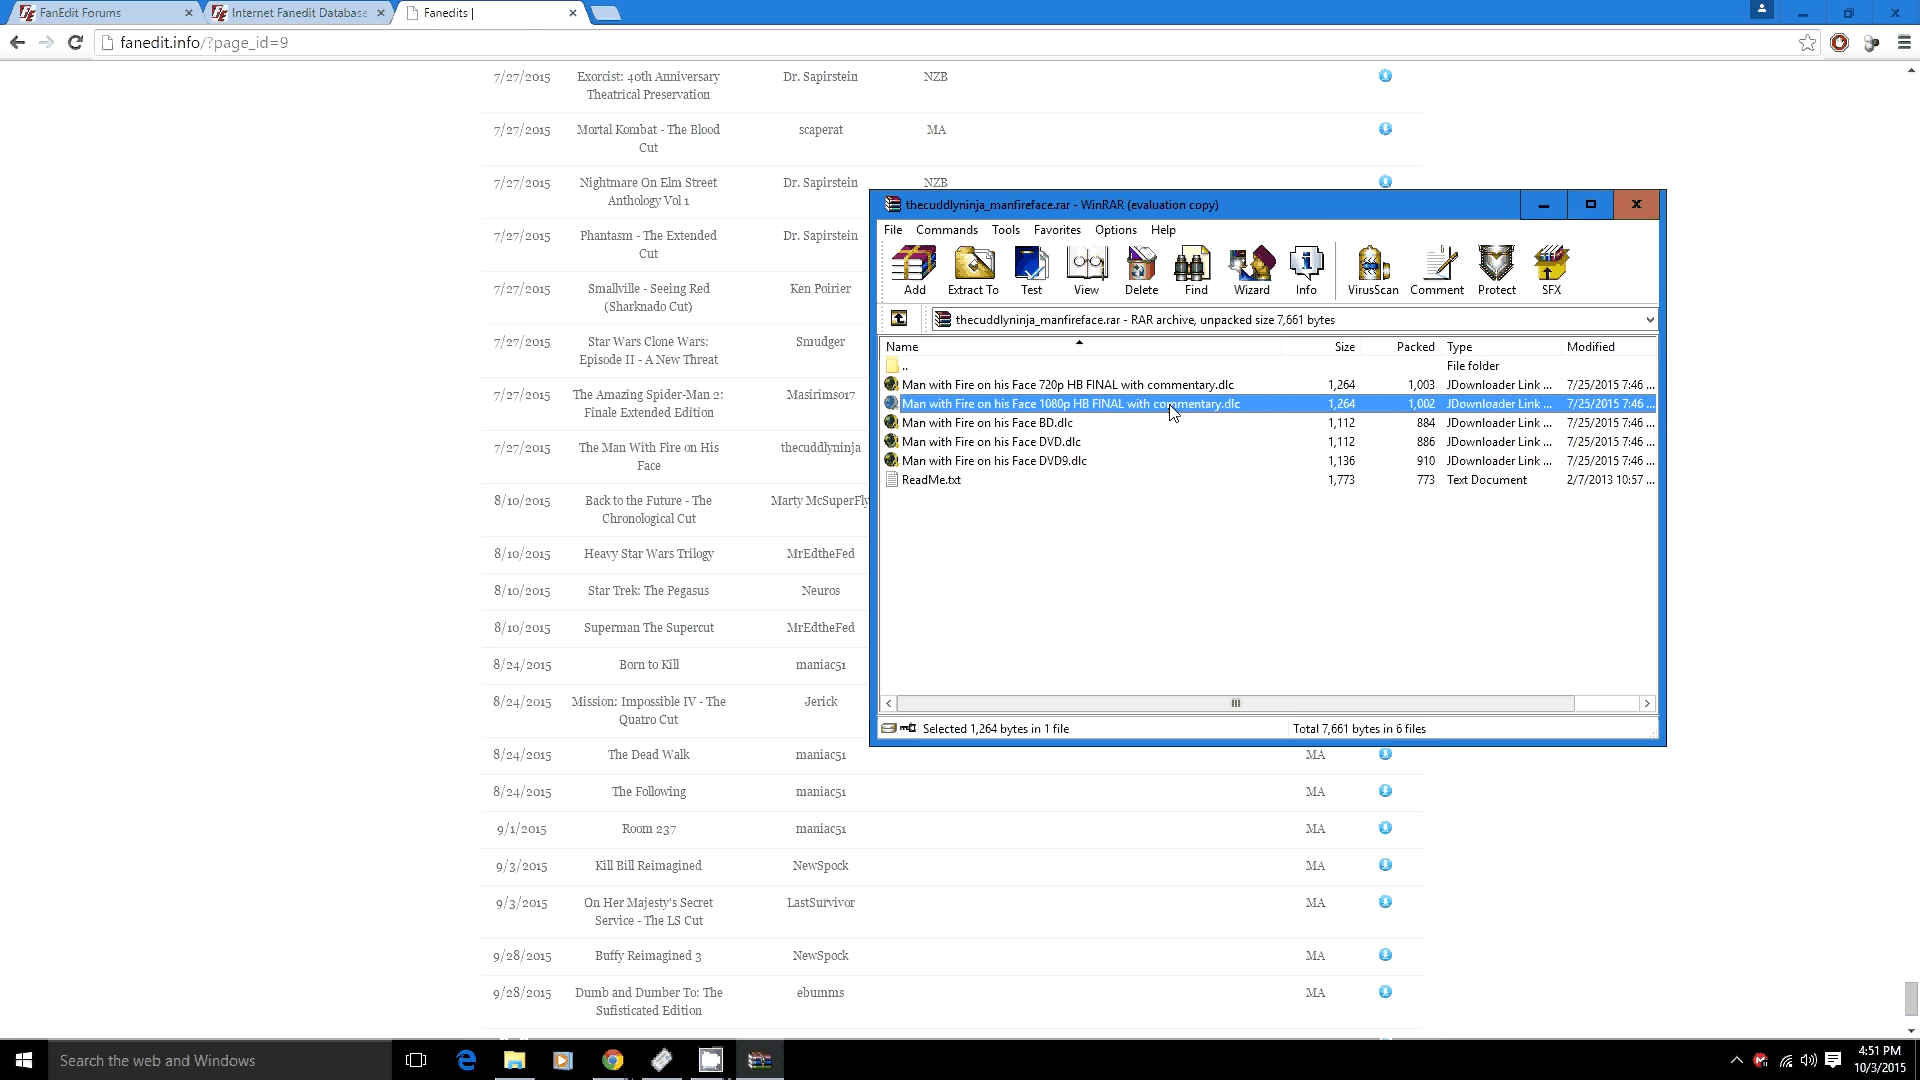 FanEdit Forums
Internet Fanedit Database
Fanedits |
fanedit.info/?page_id=9
7/27/2015 Exorcist: 40th Anniversary Dr. Sapirstein NZB
Theatrical Preservation
7/27/2015 Mortal Kombat - The Blood scaperat MA
Cut
7/27/2015 Nightmare On Elm Street Dr. Sapirstein NZB
Anthology Vol 1
7/27/2015 Phantasm - The Extended Dr. Sapirstein
Cut
7/27/2015 Smallville - Seeing Red Ken Poirier
(Sharknado Cut)
7/27/2015 Star Wars Clone Wars: Smudger
Episode II - A New Threat
7/27/2015 The Amazing Spider-Man 2: Masirimso17
Finale Extended Edition
7/27/2015 The Man With Fire on His thecuddlyninja
Face
8/10/2015 Back to the Future - The Marty McSuperFly
Chronological Cut
8/10/2015 Heavy Star Wars Trilogy MrEdtheFed
8/10/2015 Star Trek: The Pegasus Neuros
8/10/2015 Superman The Supercut MrEdtheFed
8/24/2015 Born to Kill maniac51
8/24/2015 Mission: Impossible IV - The Jerick
Quatro Cut
8/24/2015 The Dead Walk maniac51 MA
8/24/2015 The Following maniac51 MA
9/1/2015 Room 237 maniac51 MA
9/3/2015 Kill Bill Reimagined NewSpock MA
9/3/2015 On Her Majesty's Secret LastSurvivor MA
Service - The LS Cut
9/28/2015 Buffy Reimagined 3 NewSpock MA
9/28/2015 Dumb and Dumber To: The ebumms MA
Sufisticated Edition
thecuddlyninja_manfireface.rar - WinRAR (evaluation copy)
File Commands Tools Favorites Options Help
Add Extract To Test View Delete Find Wizard Info VirusScan Comment Protect SFX
thecuddlyninja_manfireface.rar - RAR archive, unpacked size 7,661 bytes
Name Size Packed Type Modified
.. File folder
Man with Fire on his Face 720p HB FINAL with commentary.dlc 1,264 1,003 JDownloader Link ... 7/25/2015 7:46 ...
Man with Fire on his Face 1080p HB FINAL with commentary.dlc 1,264 1,002 JDownloader Link ... 7/25/2015 7:46 ...
Man with Fire on his Face BD.dlc 1,112 884 JDownloader Link ... 7/25/2015 7:46 ...
Man with Fire on his Face DVD.dlc 1,112 886 JDownloader Link ... 7/25/2015 7:46 ...
Man with Fire on his Face DVD9.dlc 1,136 910 JDownloader Link ... 7/25/2015 7:46 ...
ReadMe.txt 1,773 773 Text Document 2/7/2013 10:57 ...
Selected 1,264 bytes in 1 file Total 7,661 bytes in 6 files
Search the web and Windows
4:51 PM
10/3/2015